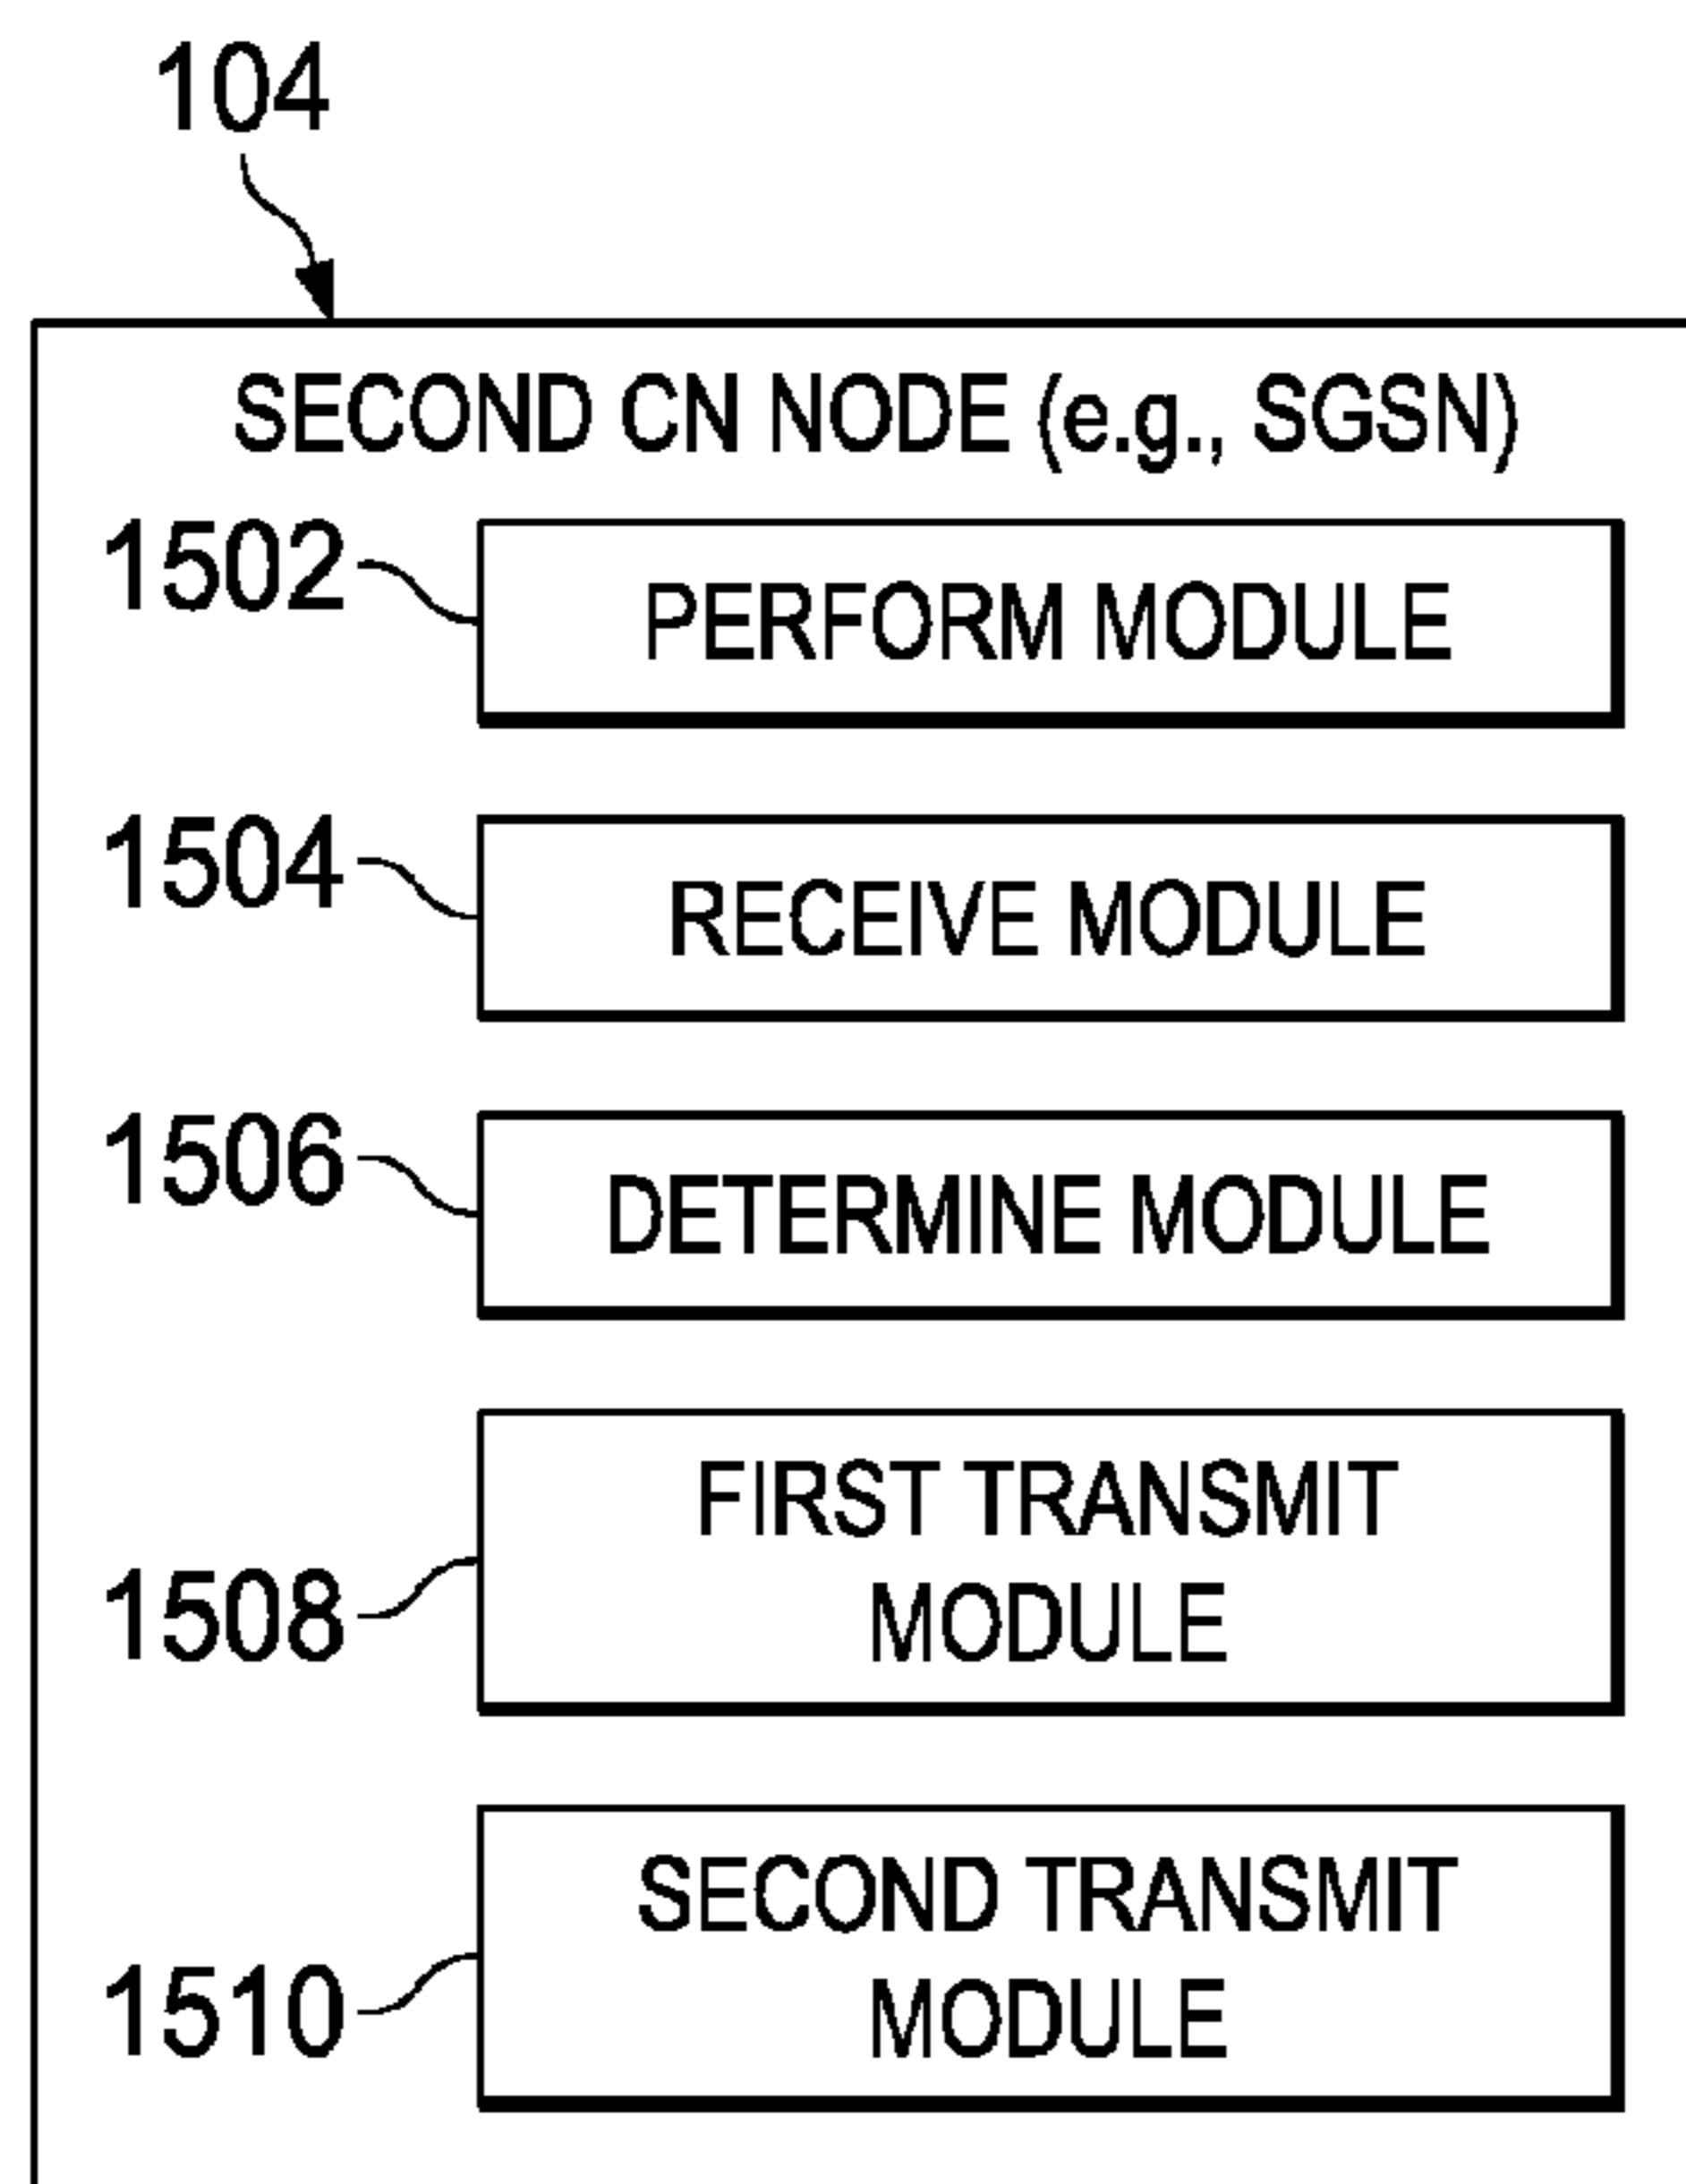 104
SECOND CN NODE (e.g., SGSN)
1502
PERFORM MODULE
1504
RECEIVE MODULE
1506
DETERMINE MODULE
1508
FIRST TRANSMIT
MODULE
1510
SECOND TRANSMIT
MODULE